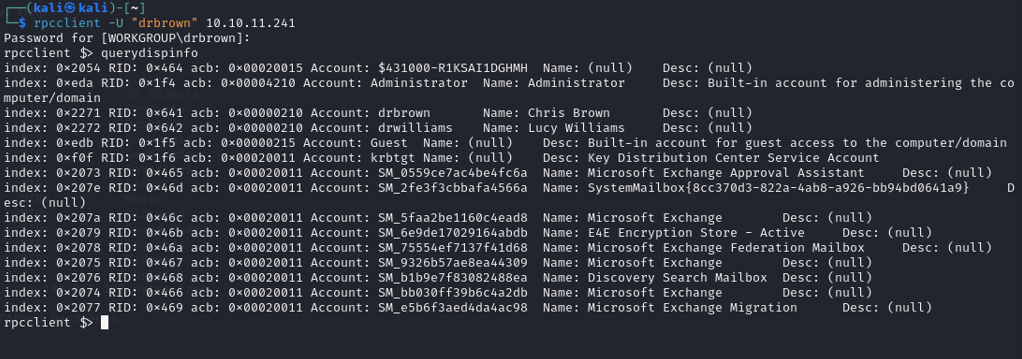 ┌──(kali㉿kali)-[~]
└─$ rpcclient -U "drbrown" 10.10.11.241
Password for [WORKGROUP\drbrown]:
rpcclient $> querydispinfo
index: 0×2054 RID: 0×464 acb: 0×00020015 Account: $431000-R1KSAI1DGHMH Name: (null) Desc: (null)
index: 0×eda RID: 0×1f4 acb: 0×00004210 Account: Administrator Name: Administrator Desc: Built-in account for administering the co
mputer/domain
index: 0×2271 RID: 0×641 acb: 0×00000210 Account: drbrown Name: Chris Brown Desc: (null)
index: 0×2272 RID: 0×642 acb: 0×00000210 Account: drwilliams Name: Lucy Williams Desc: (null)
index: 0×edb RID: 0×1f5 acb: 0×00000215 Account: Guest Name: (null) Desc: Built-in account for guest access to the computer/domain
index: 0×f0f RID: 0×1f6 acb: 0×00020011 Account: krbtgt Name: (null) Desc: Key Distribution Center Service Account
index: 0×2073 RID: 0×465 acb: 0×00020011 Account: SM_0559ce7ac4be4fc6a Name: Microsoft Exchange Approval Assistant Desc: (null)
index: 0×207e RID: 0×46d acb: 0×00020011 Account: SM_2fe3f3cbbafa4566a Name: SystemMailbox{8cc370d3-822a-4ab8-a926-bb94bd0641a9} D
esc: (null)
index: 0×207a RID: 0×46c acb: 0×00020011 Account: SM_5faa2be1160c4ead8 Name: Microsoft Exchange Desc: (null)
index: 0×2079 RID: 0×46b acb: 0×00020011 Account: SM_6e9de17029164abdb Name: E4E Encryption Store - Active Desc: (null)
index: 0×2078 RID: 0×46a acb: 0×00020011 Account: SM_75554ef7137f41d68 Name: Microsoft Exchange Federation Mailbox Desc: (null)
index: 0×2075 RID: 0×467 acb: 0×00020011 Account: SM_9326b57ae8ea44309 Name: Microsoft Exchange Desc: (null)
index: 0×2076 RID: 0×468 acb: 0×00020011 Account: SM_b1b9e7f83082488ea Name: Discovery Search Mailbox Desc: (null)
index: 0×2074 RID: 0×466 acb: 0×00020011 Account: SM_bb030ff39b6c4a2db Name: Microsoft Exchange Desc: (null)
index: 0×2077 RID: 0×469 acb: 0×00020011 Account: SM_e5b6f3aed4da4ac98 Name: Microsoft Exchange Migration Desc: (null)
rpcclient $>